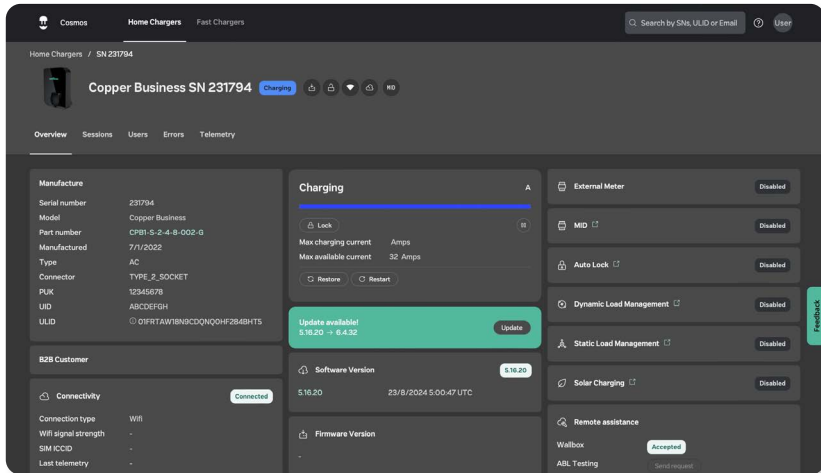 Cosmos
Home Chargers
Fast Chargers
Search by SNs, ULID or Email
User
Home Chargers / SN 231794
Copper Business SN 231794
Charging
MID
Overview
Sessions
Users
Errors
Telemetry
Manufacture
Serial number 231794
Model Copper Business
Part number CPB1-S-2-4-8-002-G
Manufactured 7/1/2022
Type AC
Connector TYPE_2_SOCKET
PUK 12345678
UID ABCDEFGH
ULID 01FRTAW18N9CDQNQ0HF2B4BHT5
B2B Customer
Connectivity Connected
Connection type Wifi
Wifi signal strength -
SIM ICCID -
Last telemetry -
Charging A
Lock
Max charging current Amps
Max available current 32 Amps
Restore
Restart
Update available!
5.16.20 → 6.4.32
Update
Software Version 5.16.20
5.16.20 23/8/2024 5:00:47 UTC
Firmware Version
-
External Meter Disabled
MID Disabled
Auto Lock Disabled
Dynamic Load Management Disabled
Static Load Management Disabled
Solar Charging Disabled
Remote assistance
Wallbox Accepted
ABL Testing Send request
Feedback